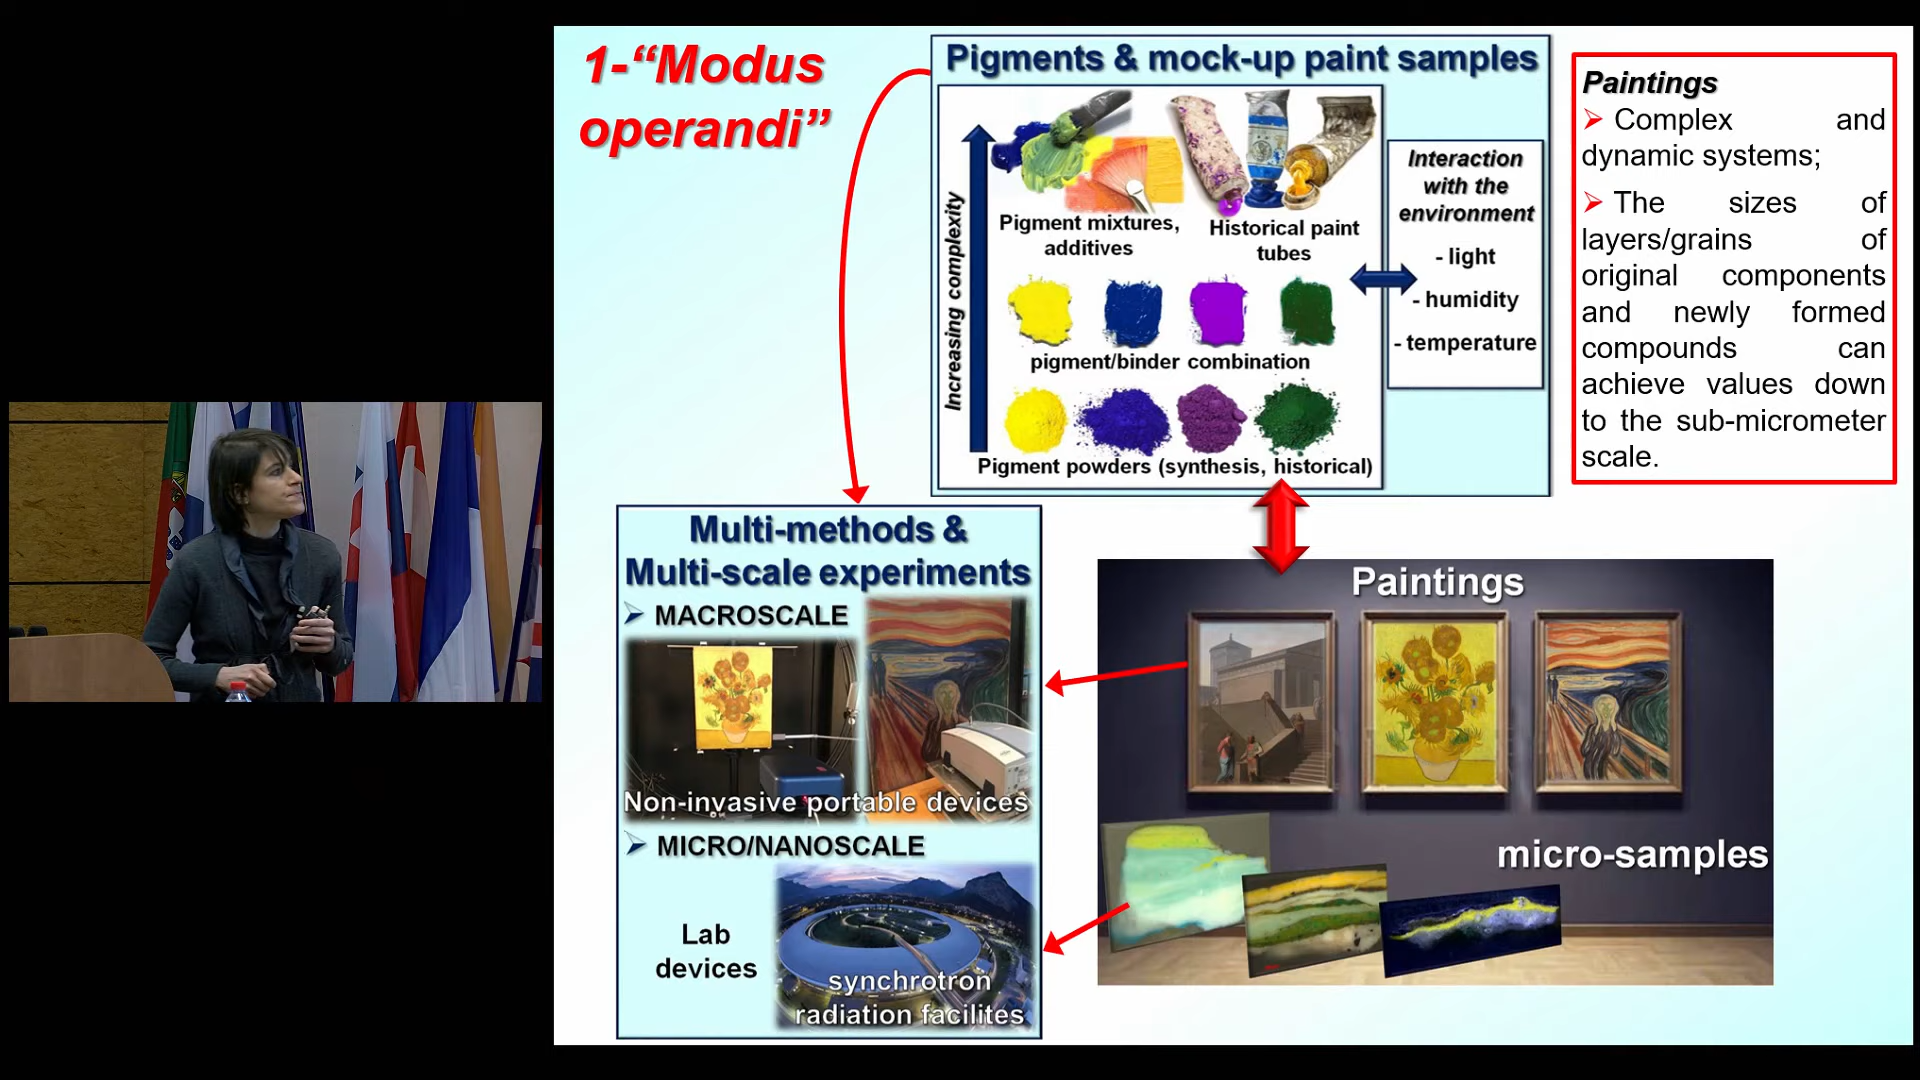 1-“Modus
operandi”
Pigments & mock-up paint samples
Increasing complexity
Pigment mixtures,
additives
Historical paint
tubes
pigment/binder combination
Pigment powders (synthesis, historical)
Interaction
with the
environment
- light
- humidity
- temperature
Paintings
➢ Complex and
dynamic systems;
➢ The sizes of
layers/grains of
original components
and newly formed
compounds can
achieve values down
to the sub-micrometer
scale.
Multi-methods &
Multi-scale experiments
➢ MACROSCALE
Non-invasive portable devices
➢ MICRO/NANOSCALE
Lab
devices
synchrotron
radiation facilites
Paintings
micro-samples